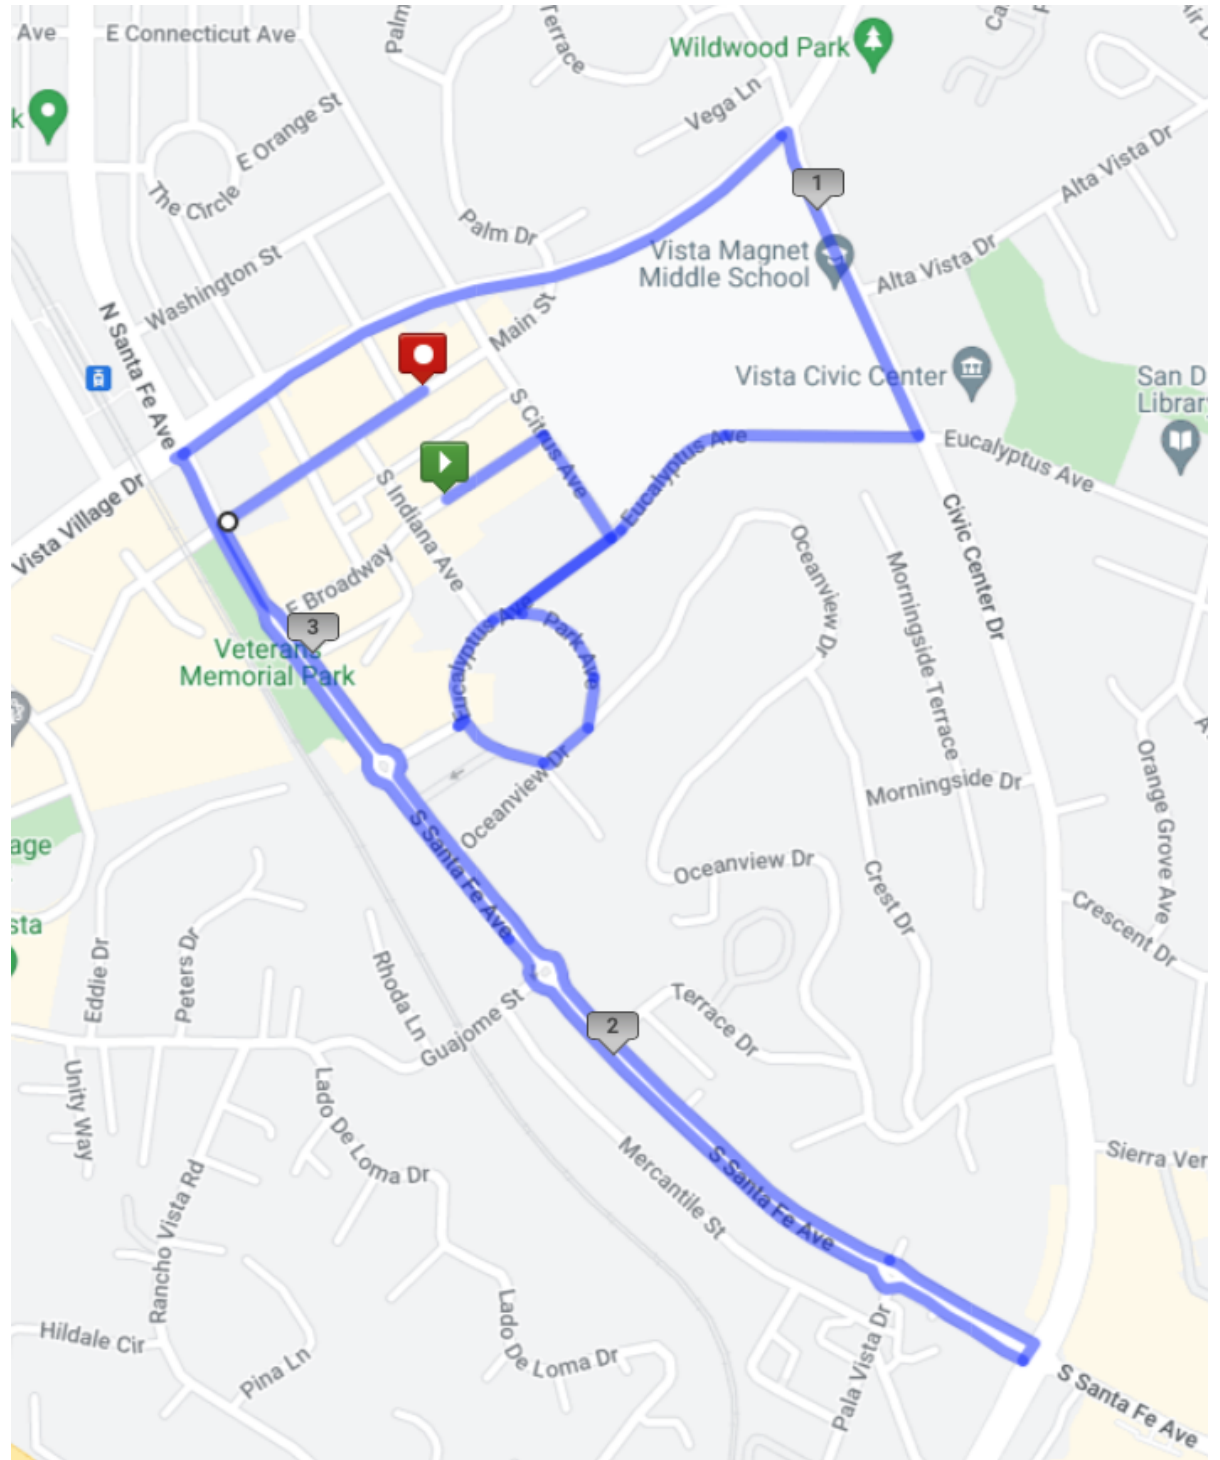 Ave
E Connecticut Ave
Palm
Terrace
Wildwood Park
Vega Ln
k
E Orange St
The Circle
1
Alta Vista Dr
Palm Dr
Vista Magnet
Middle School
Alta Vista Dr
Washington St
N Santa Fe Ave
Main St
Vista Civic Center
San D
Library
S Citrus Ave
Eucalyptus Ave
Eucalyptus Ave
S Indiana Ave
Vista Village Dr
Civic Center Dr
Oceanview Dr
Morningside Terrace
E Broadway
3
Veterans
Memorial Park
Eucalyptus Ave
Park Ave
Orange Grove Ave
Morningside Dr
Oceanview Dr
age
S Santa Fe Ave
Oceanview Dr
Crest Dr
sta
Crescent Dr
Eddie Dr
Peters Dr
Rhoda Ln
Guajome St
2
Terrace Dr
Unity Way
Lado De Loma Dr
Mercantile St
S Santa Fe Ave
Sierra Ver
Rancho Vista Rd
Hildale Cir
Pina Ln
Lado De Loma Dr
Pala Vista Dr
S Santa Fe Ave